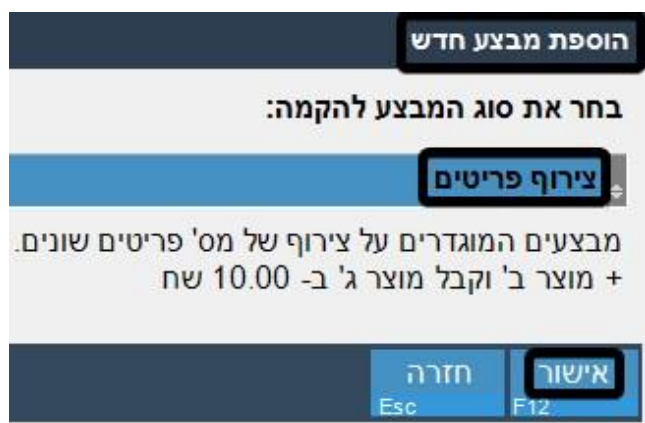 הוספת מבצע חדש
בחר את סוג המבצע להקמה:
צירוף פריטים
מבצעים המוגדרים על צירוף של מס' פריטים שונים.
+ מוצר ב' וקבל מוצר ג' ב- 10.00 שח
אישור חזרה
F12 Esc